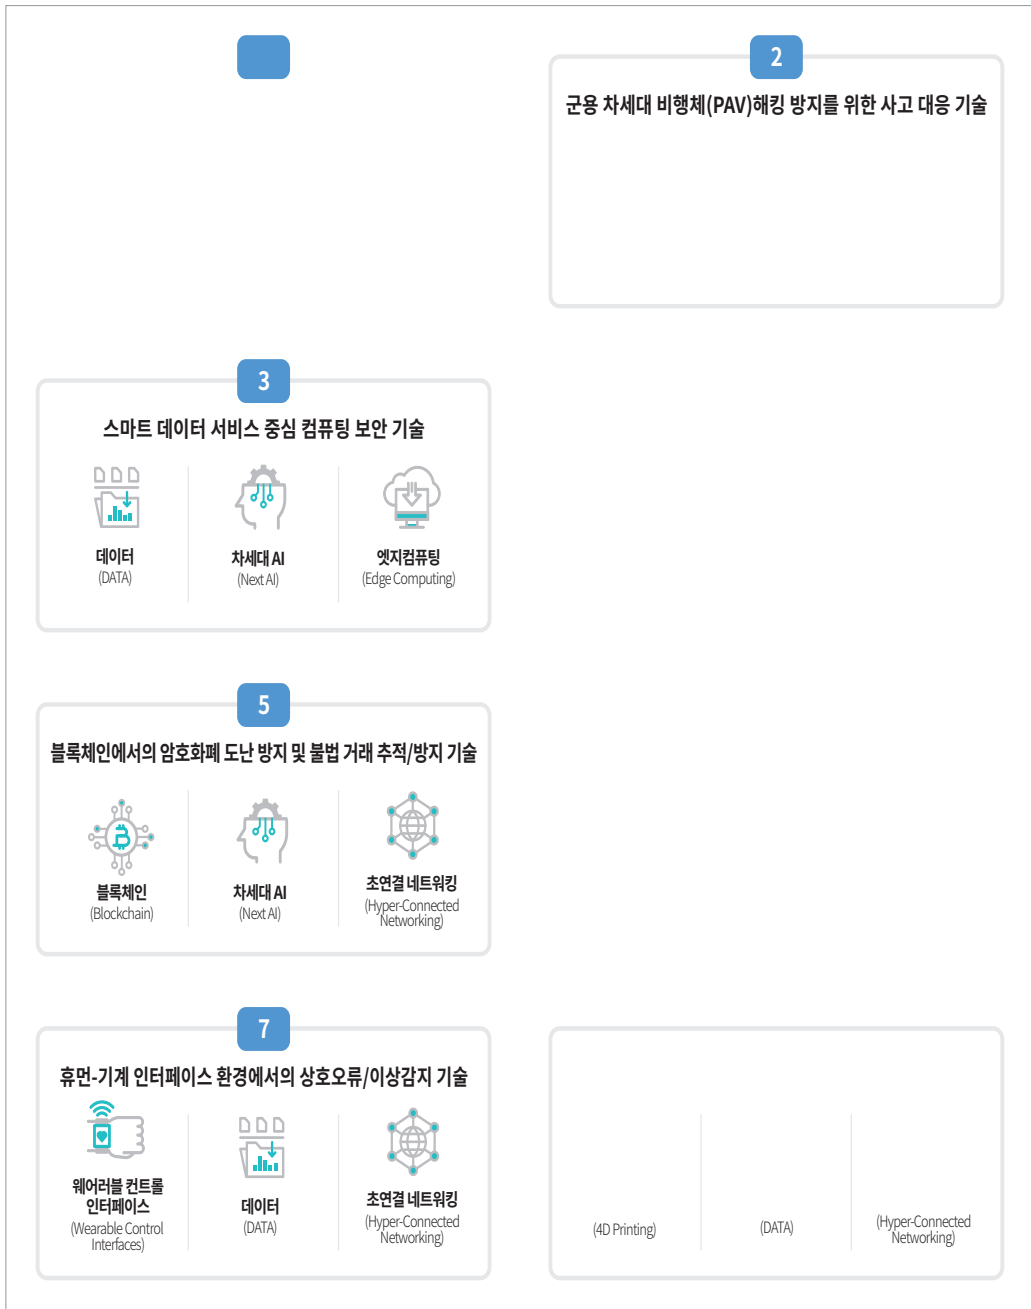 2
군용 차세대 비행체(PAV)해킹 방지를 위한 사고 대응 기술
3
스마트 데이터 서비스 중심 컴퓨팅 보안 기술
데이터
(DATA)
차세대 AI
(Next AI)
엣지컴퓨팅
(Edge Computing)
5
블록체인에서의 암호화폐 도난 방지 및 불법 거래 추적/방지 기술
블록체인
(Blockchain)
차세대 AI
(Next AI)
초연결 네트워킹
(Hyper-Connected
Networking)
7
휴먼-기계 인터페이스 환경에서의 상호오류/이상감지 기술
웨어러블 컨트롤
인터페이스
(Wearable Control
Interfaces)
데이터
(DATA)
초연결 네트워킹
(Hyper-Connected
Networking)
(4D Printing)
(DATA)
(Hyper-Connected
Networking)